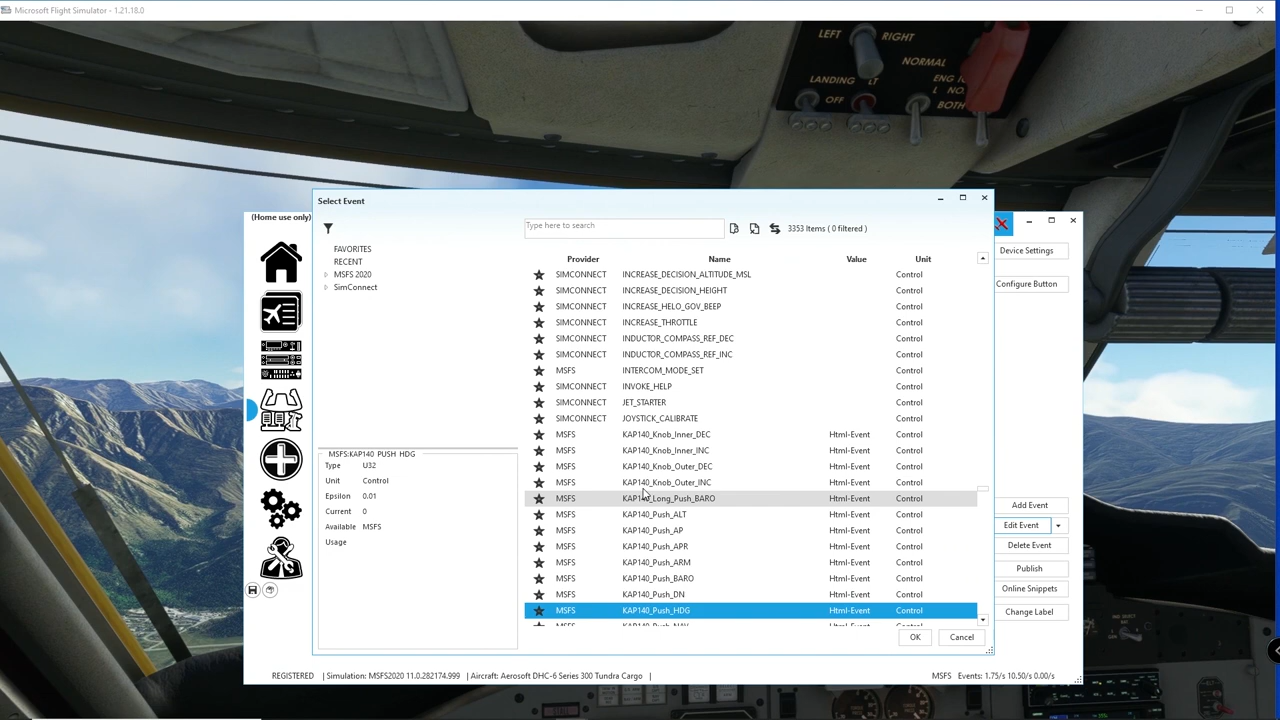 Microsoft Flight Simulator - 1.21.18.0
LEFT
RIGHT
NORMAL
LANDING LT
OFF
BOTH
Select Event
(Home use only)
Type here to search
3353 Items ( 0 filtered )
FAVORITES
RECENT
MSFS 2020
SimConnect
Provider Name Value Unit
SIMCONNECT INCREASE_DECISION_ALTITUDE_MSL Control
SIMCONNECT INCREASE_DECISION_HEIGHT Control
SIMCONNECT INCREASE_HELO_GOV_BEEP Control
SIMCONNECT INCREASE_THROTTLE Control
SIMCONNECT INDUCTOR_COMPASS_REF_DEC Control
SIMCONNECT INDUCTOR_COMPASS_REF_INC Control
MSFS INTERCOM_MODE_SET Control
SIMCONNECT INVOKE_HELP Control
SIMCONNECT JET_STARTER Control
SIMCONNECT JOYSTICK_CALIBRATE Control
MSFS KAP140_Knob_Inner_DEC Html-Event Control
MSFS KAP140_Knob_Inner_INC Html-Event Control
MSFS KAP140_Knob_Outer_DEC Html-Event Control
MSFS KAP140_Knob_Outer_INC Html-Event Control
MSFS KAP140_Long_Push_BARO Html-Event Control
MSFS KAP140_Push_ALT Html-Event Control
MSFS KAP140_Push_AP Html-Event Control
MSFS KAP140_Push_APR Html-Event Control
MSFS KAP140_Push_ARM Html-Event Control
MSFS KAP140_Push_BARO Html-Event Control
MSFS KAP140_Push_DN Html-Event Control
MSFS KAP140_Push_HDG Html-Event Control
MSFS KAP140_Push_NAV Html-Event Control
MSFS:KAP140 PUSH HDG
Type U32
Unit Control
Epsilon 0.01
Current 0
Available MSFS
Usage
OK
Cancel
Device Settings
Configure Button
Add Event
Edit Event
Delete Event
Publish
Online Snippets
Change Label
REGISTERED | Simulation: MSFS2020 11.0.282174.999 | Aircraft: Aerosoft DHC-6 Series 300 Tundra Cargo | MSFS Events: 1.75/s 10.50/s 0.00/s